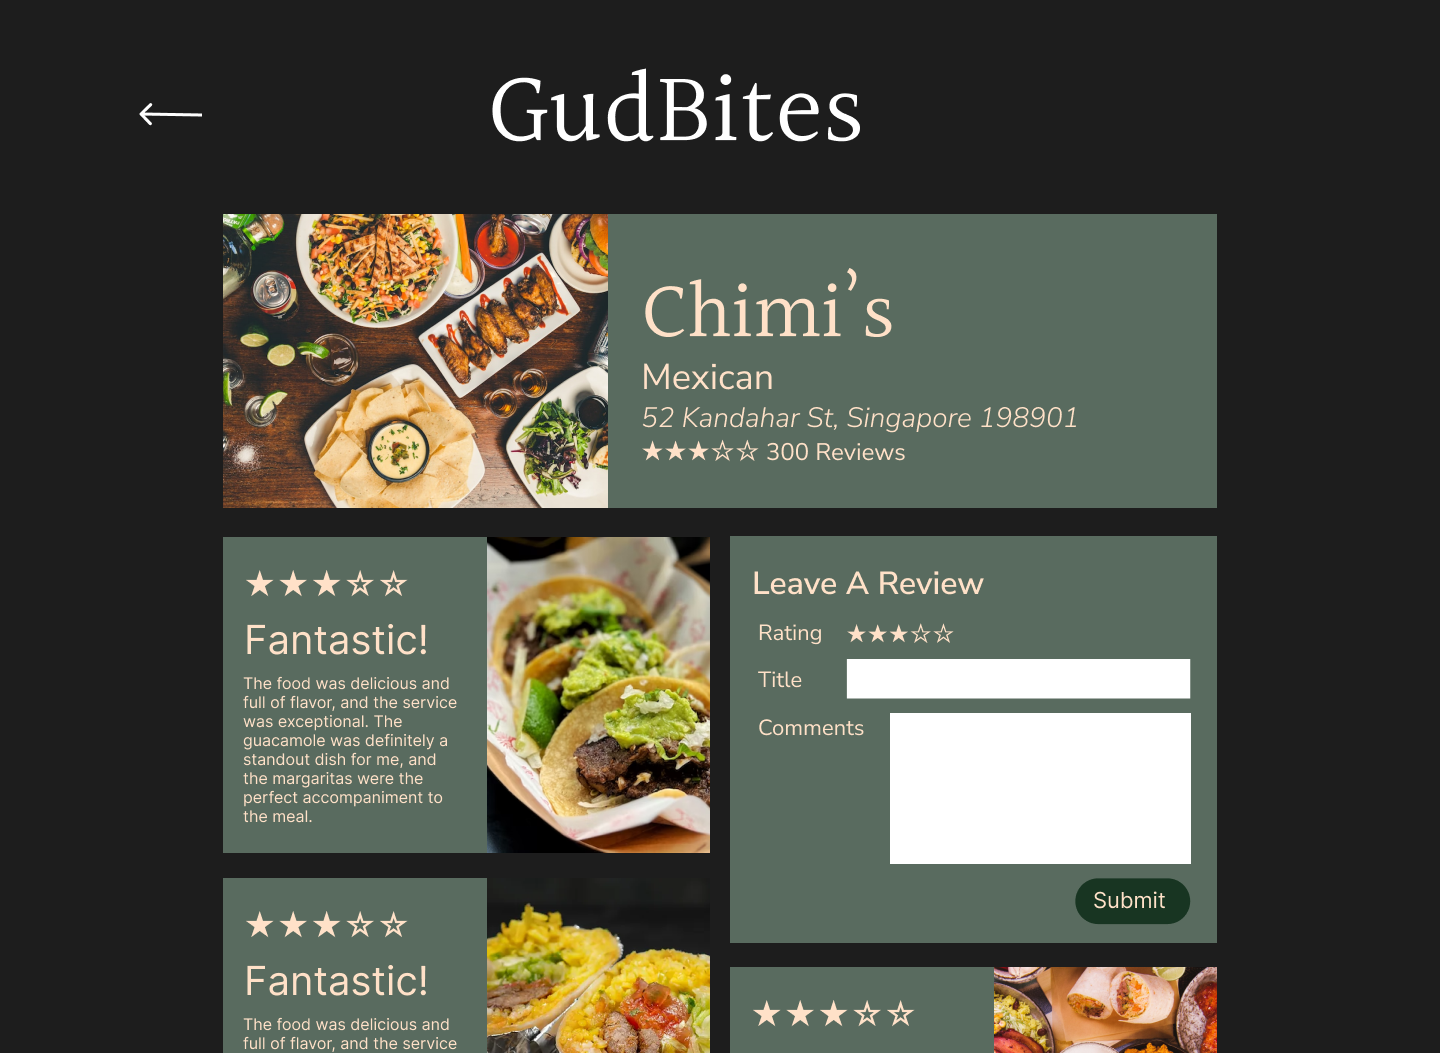 GudBites
Chimi’s
Mexican
52 Kandahar St, Singapore 198901
★★★☆☆ 300 Reviews
★★★☆☆
Fantastic!
The food was delicious and
full of flavor, and the service
was exceptional. The
guacamole was definitely a
standout dish for me, and
the margaritas were the
perfect accompaniment to
the meal.
Leave A Review
Rating ★★★☆☆
Title
Comments
Submit
★★★☆☆
Fantastic!
The food was delicious and
full of flavor, and the service
★★★☆☆